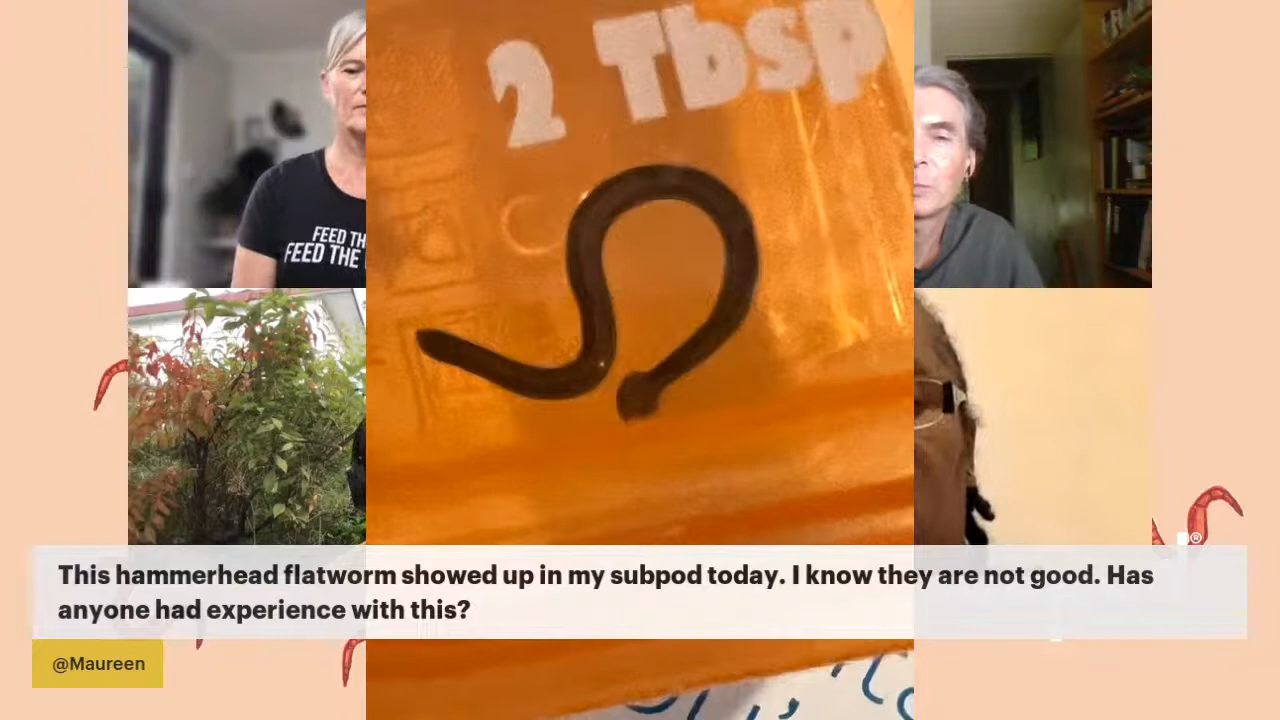 2 Tbsp
FEED TH
FEED THE
This hammerhead flatworm showed up in my subpod today. I know they are not good. Has
anyone had experience with this?
@Maureen
®